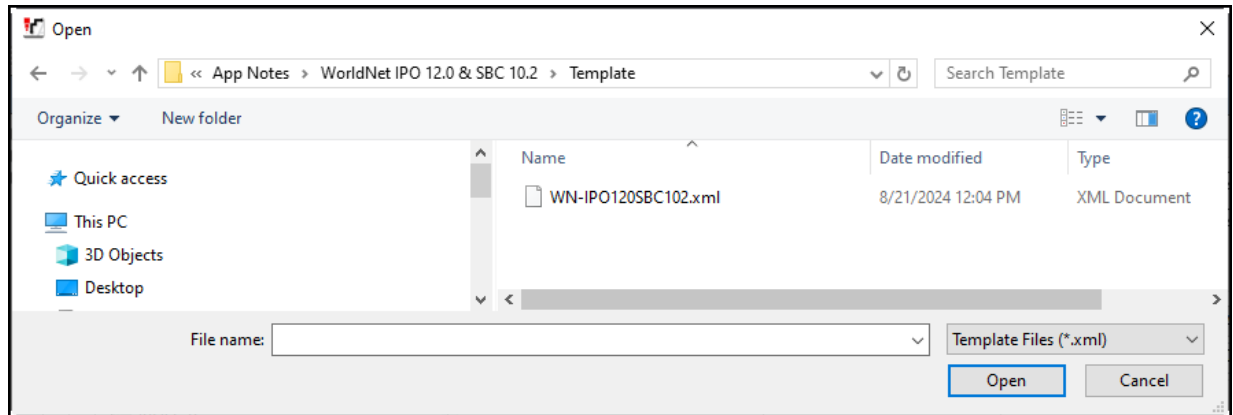 Open
« App Notes > WorldNet IPO 12.0 & SBC 10.2 > Template
Search Template
Organize New folder
?
Name Date modified Type
Quick access
WN-IPO120SBC102.xml 8/21/2024 12:04 PM XML Document
This PC
3D Objects
Desktop
File name: Template Files (*.xml)
Open Cancel